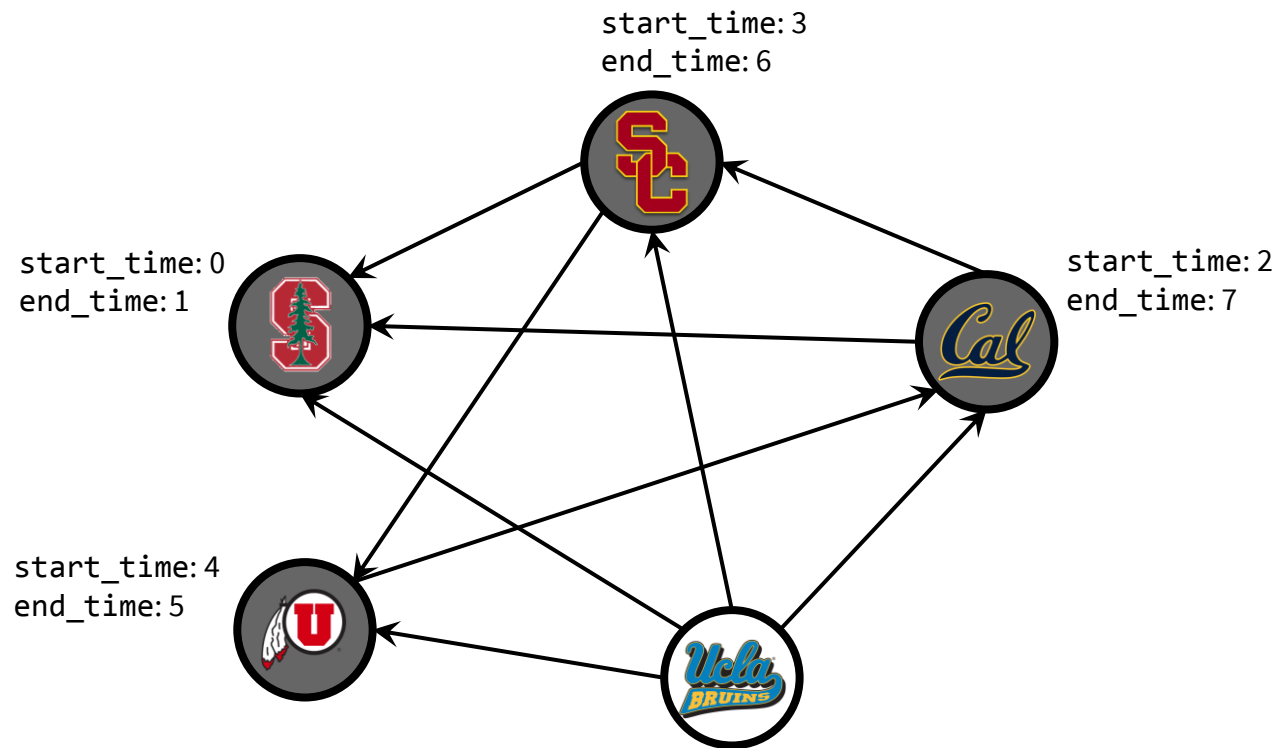 start_time: 3
end_time: 6
SC
start_time: 0
end_time: 1
S
start_time: 2
end_time: 7
Cal
start_time: 4
end_time: 5
U
Ucla
BRUINS